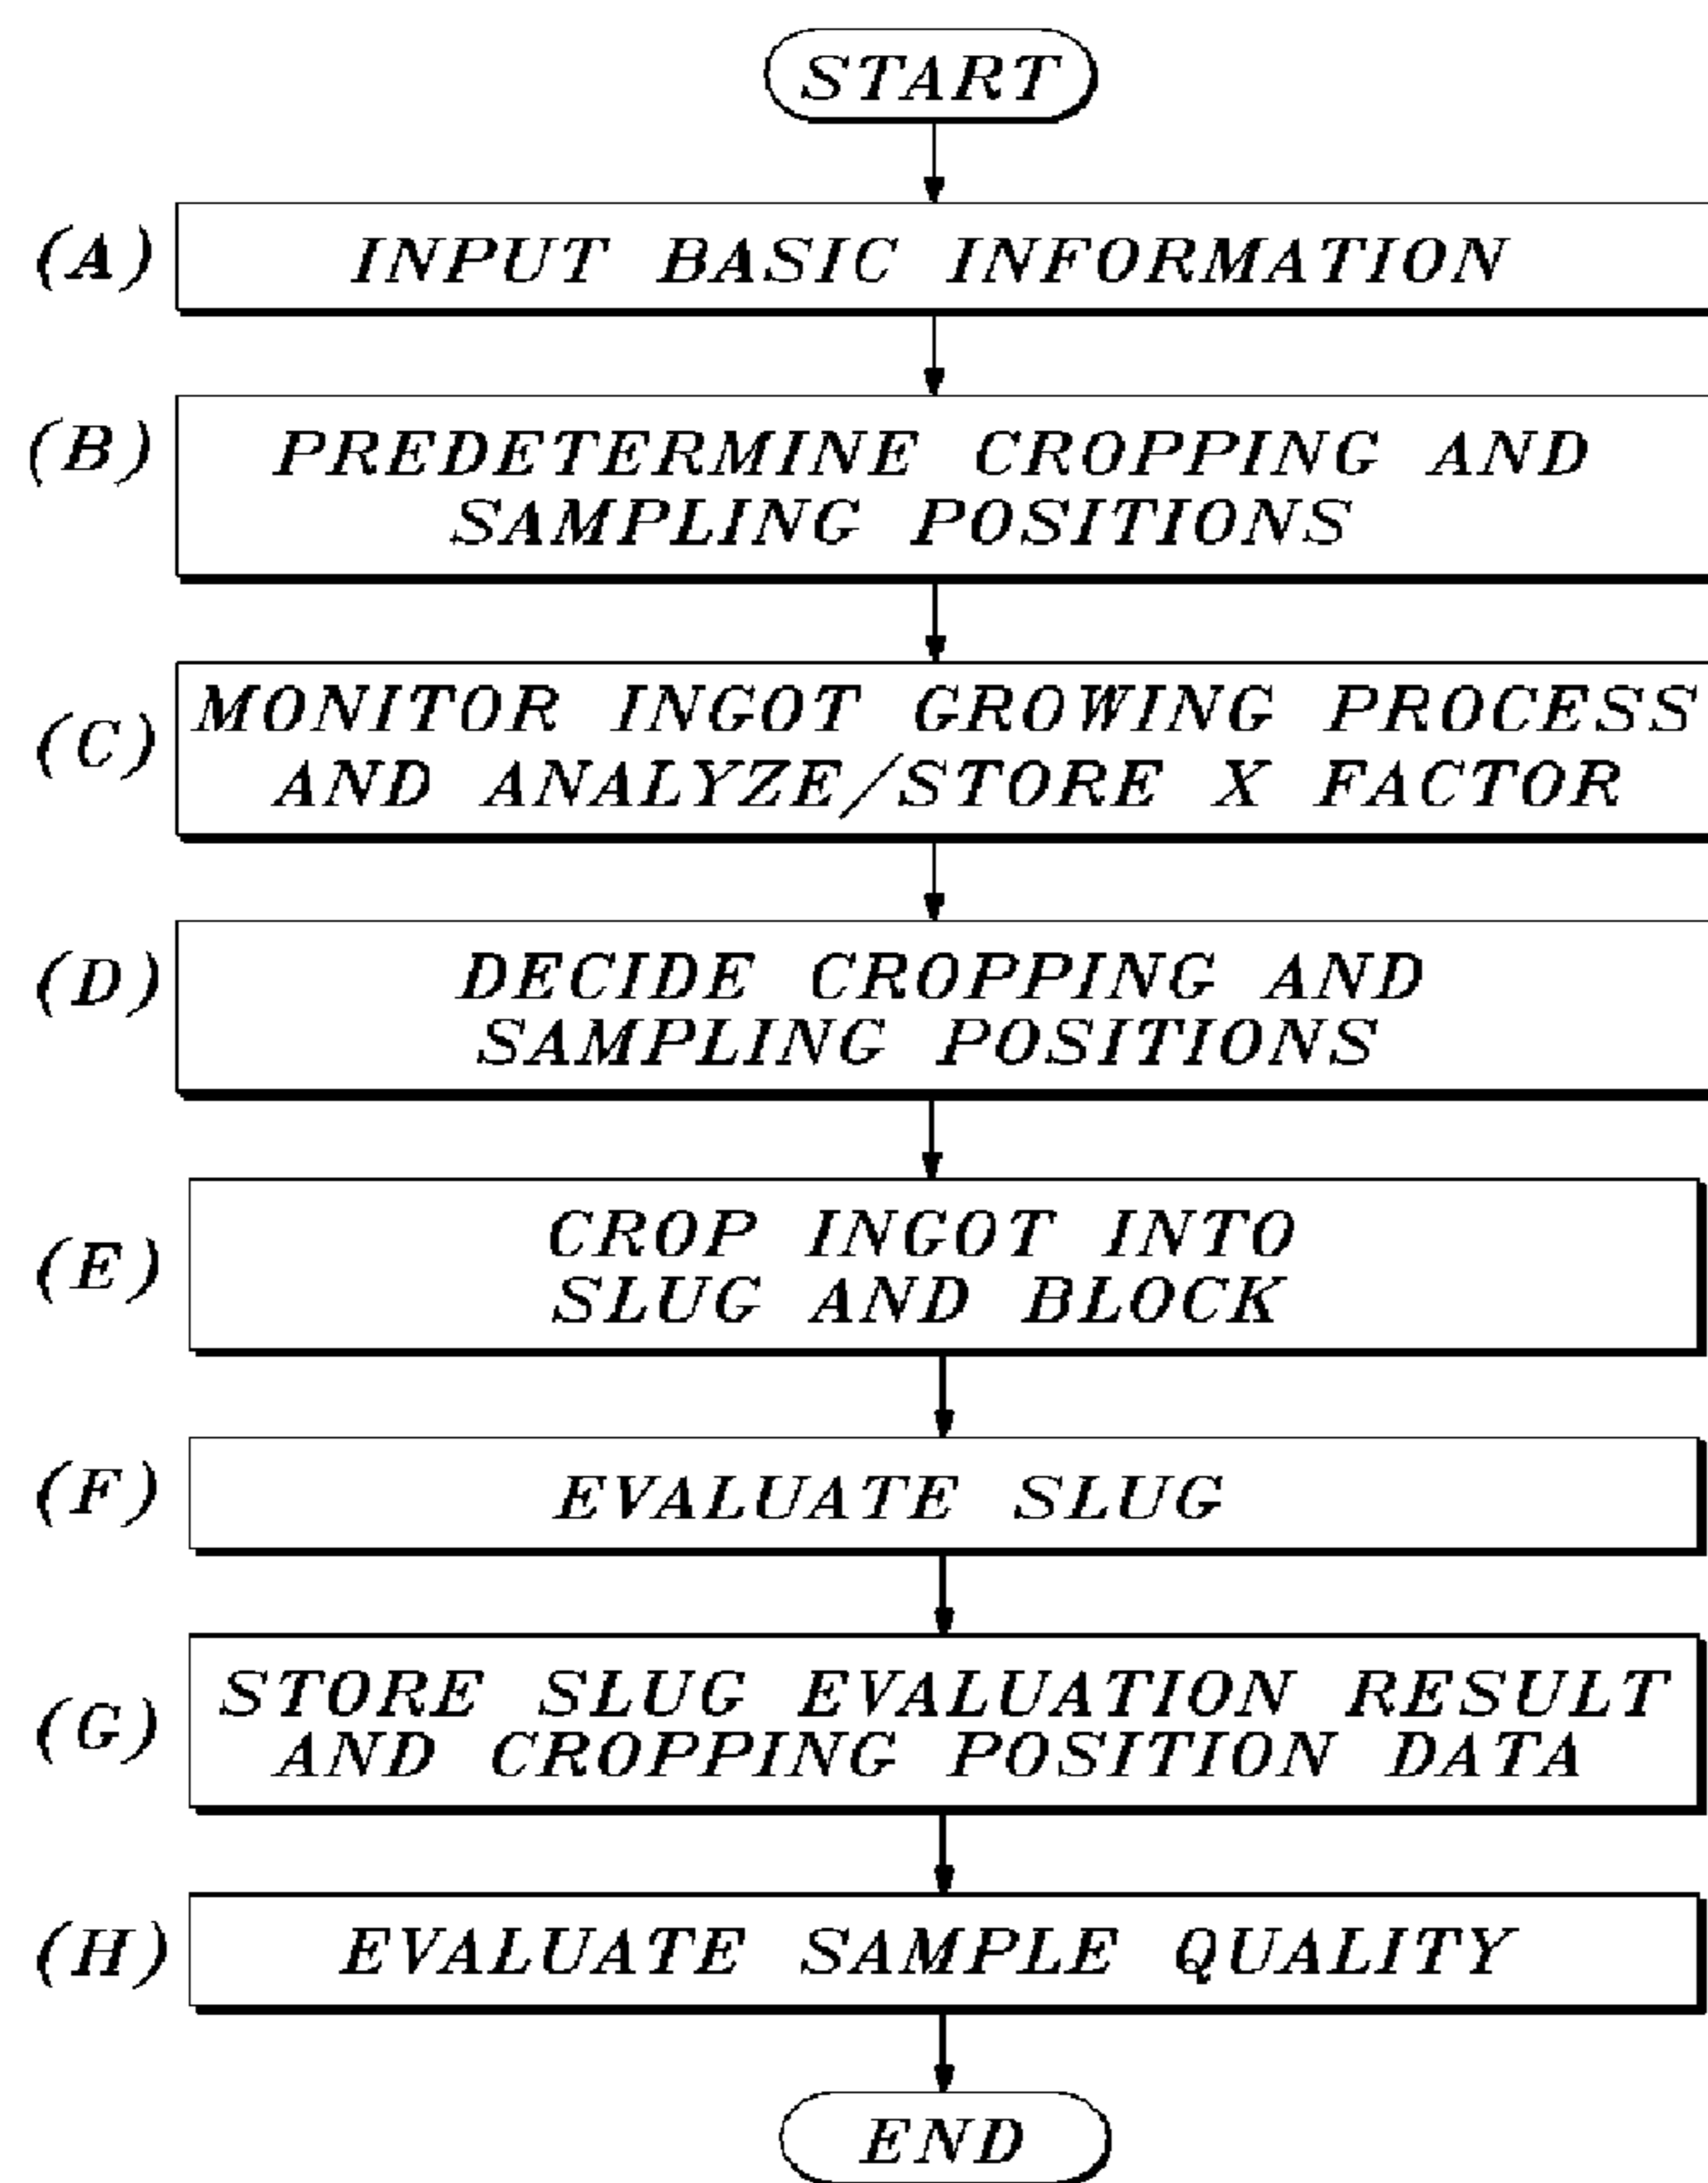 START
(A) INPUT BASIC INFORMATION
(B) PREDETERMINE CROPPING AND
SAMPLING POSITIONS
(C) MONITOR INGOT GROWING PROCESS
AND ANALYZE/STORE X FACTOR
(D) DECIDE CROPPING AND
SAMPLING POSITIONS
(E) CROP INGOT INTO
SLUG AND BLOCK
(F) EVALUATE SLUG
(G) STORE SLUG EVALUATION RESULT
AND CROPPING POSITION DATA
(H) EVALUATE SAMPLE QUALITY
END